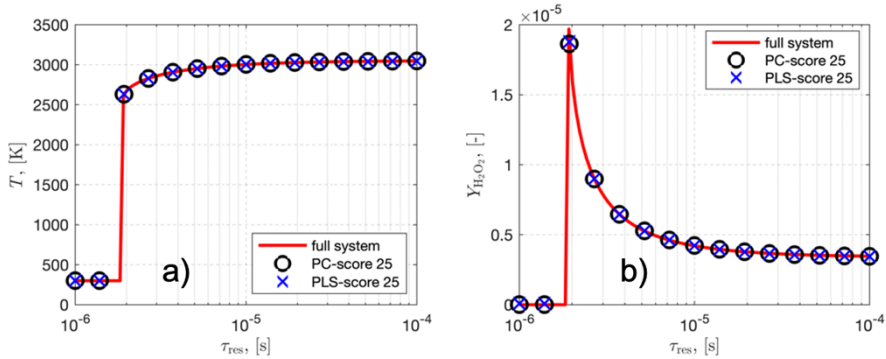 3500
3000
2500
2000
1500
1000
500
0
T, [K]
full system
PC-score 25
PLS-score 25
a)
10⁻⁶
10⁻⁵
10⁻⁴
τres, [s]
×10⁻⁵
2
1.5
1
0.5
0
Y_H₂O₂, [-]
full system
PC-score 25
PLS-score 25
b)
10⁻⁶
10⁻⁵
10⁻⁴
τres, [s]